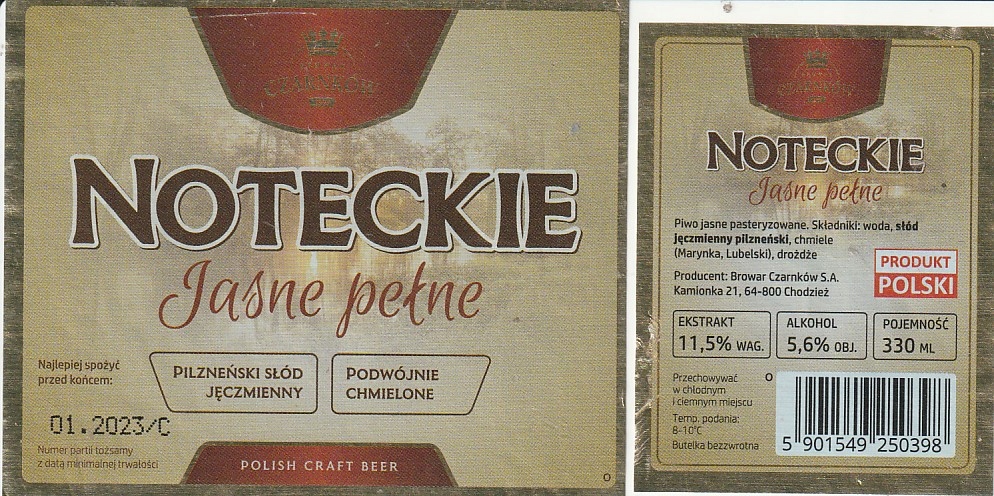 CZARNKÓW
NOTECKIE
Jasne pełne
Najlepiej spożyć
przed końcem:
01.2023/C
Numer partii tożsamy
z datą minimalnej trwałości
PILZNEŃSKI SŁÓD
JĘCZMIENNY
PODWÓJNIE
CHMIELONE
POLISH CRAFT BEER
CZARNKÓW
NOTECKIE
Jasne pełne
Piwo jasne pasteryzowane. Składniki: woda, słód
jęczmienny pilzneński, chmiele
(Marynka, Lubelski), drożdże
Producent: Browar Czarnków S.A.
Kamionka 21, 64-800 Chodzież
PRODUKT
POLSKI
EKSTRAKT
11,5% WAG.
ALKOHOL
5,6% OBJ.
POJEMNOŚĆ
330 ML
Przechowywać
w chłodnym
i ciemnym miejscu
Temp. podania:
8-10°C
Butelka bezzwrotna
5 901549 250398